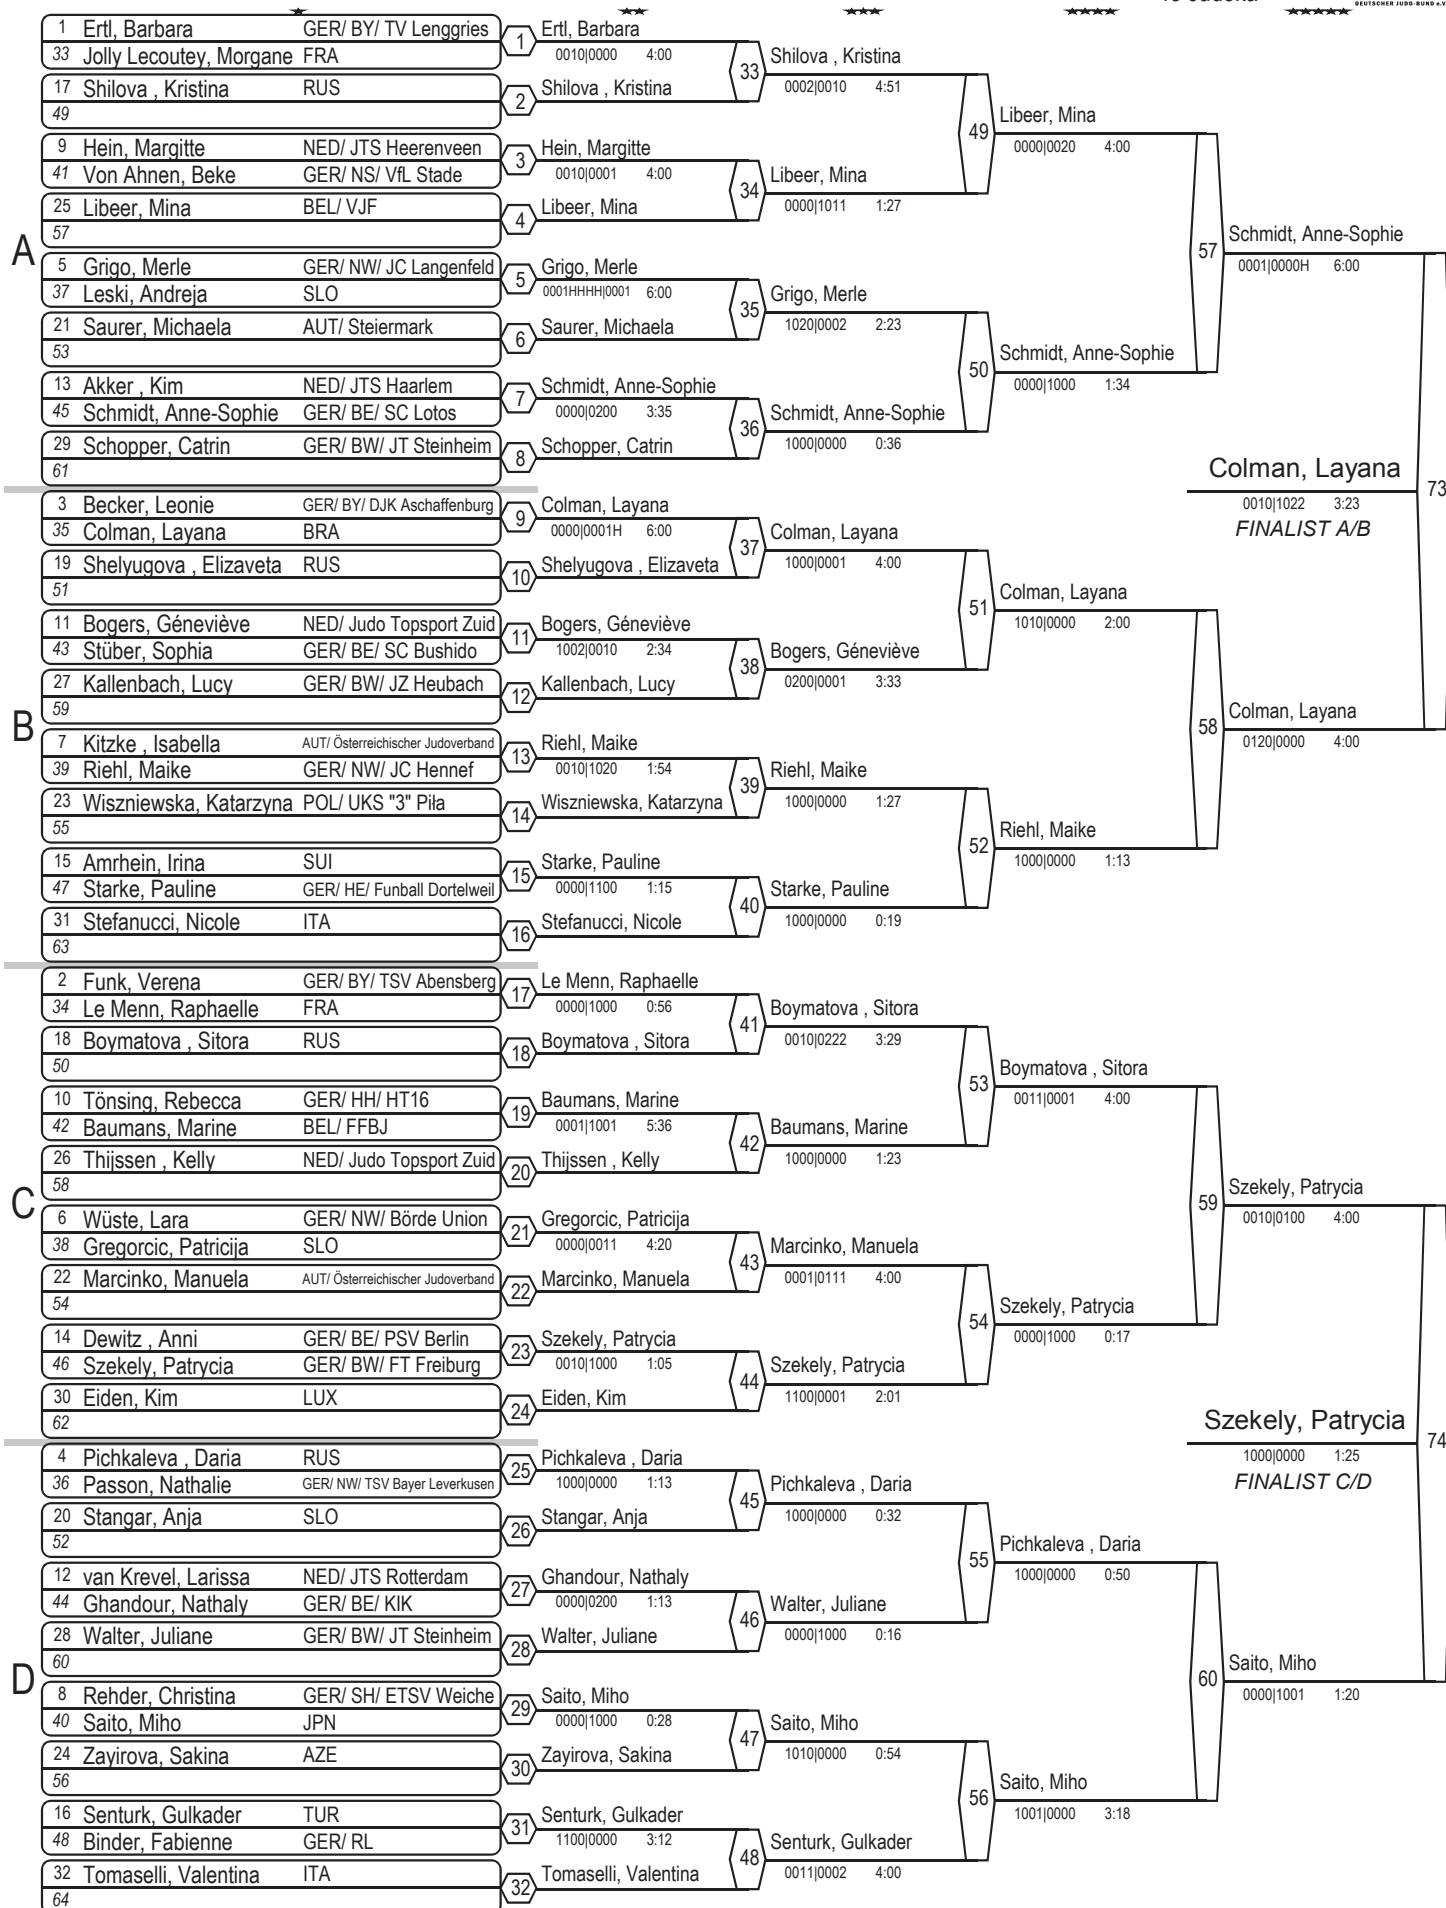 DEUTSCHER JUDO-BUND e.V.
1 Ertl, Barbara GER/ BY/ TV Lenggries
33 Jolly Lecoutey, Morgane FRA
1
Ertl, Barbara
0010|0000 4:00
17 Shilova , Kristina RUS
49
2
Shilova , Kristina
33
Shilova , Kristina
0002|0010 4:51
9 Hein, Margitte NED/ JTS Heerenveen
41 Von Ahnen, Beke GER/ NS/ VfL Stade
3
Hein, Margitte
0010|0001 4:00
25 Libeer, Mina BEL/ VJF
57
4
Libeer, Mina
34
Libeer, Mina
0000|1011 1:27
49
Libeer, Mina
0000|0020 4:00
A
5 Grigo, Merle GER/ NW/ JC Langenfeld
37 Leski, Andreja SLO
5
Grigo, Merle
0001HHHH|0001 6:00
21 Saurer, Michaela AUT/ Steiermark
53
6
Saurer, Michaela
35
Grigo, Merle
1020|0002 2:23
13 Akker , Kim NED/ JTS Haarlem
45 Schmidt, Anne-Sophie GER/ BE/ SC Lotos
7
Schmidt, Anne-Sophie
0000|0200 3:35
29 Schopper, Catrin GER/ BW/ JT Steinheim
61
8
Schopper, Catrin
36
Schmidt, Anne-Sophie
1000|0000 0:36
50
Schmidt, Anne-Sophie
0000|1000 1:34
57
Schmidt, Anne-Sophie
0001|0000H 6:00
3 Becker, Leonie GER/ BY/ DJK Aschaffenburg
35 Colman, Layana BRA
9
Colman, Layana
0000|0001H 6:00
19 Shelyugova , Elizaveta RUS
51
10
Shelyugova , Elizaveta
37
Colman, Layana
1000|0001 4:00
11 Bogers, Géneviève NED/ Judo Topsport Zuid
43 Stüber, Sophia GER/ BE/ SC Bushido
11
Bogers, Géneviève
1002|0010 2:34
27 Kallenbach, Lucy GER/ BW/ JZ Heubach
59
12
Kallenbach, Lucy
38
Bogers, Géneviève
0200|0001 3:33
51
Colman, Layana
1010|0000 2:00
B
7 Kitzke , Isabella AUT/ Österreichischer Judoverband
39 Riehl, Maike GER/ NW/ JC Hennef
13
Riehl, Maike
0010|1020 1:54
23 Wiszniewska, Katarzyna POL/ UKS "3" Piła
55
14
Wiszniewska, Katarzyna
39
Riehl, Maike
1000|0000 1:27
15 Amrhein, Irina SUI
47 Starke, Pauline GER/ HE/ Funball Dortelweil
15
Starke, Pauline
0000|1100 1:15
31 Stefanucci, Nicole ITA
63
16
Stefanucci, Nicole
40
Starke, Pauline
1000|0000 0:19
52
Riehl, Maike
1000|0000 1:13
58
Colman, Layana
0120|0000 4:00
Colman, Layana
0010|1022 3:23
FINALIST A/B
73
2 Funk, Verena GER/ BY/ TSV Abensberg
34 Le Menn, Raphaelle FRA
17
Le Menn, Raphaelle
0000|1000 0:56
18 Boymatova , Sitora RUS
50
18
Boymatova , Sitora
41
Boymatova , Sitora
0010|0222 3:29
10 Tönsing, Rebecca GER/ HH/ HT16
42 Baumans, Marine BEL/ FFBJ
19
Baumans, Marine
0001|1001 5:36
26 Thijssen , Kelly NED/ Judo Topsport Zuid
58
20
Thijssen , Kelly
42
Baumans, Marine
1000|0000 1:23
53
Boymatova , Sitora
0011|0001 4:00
C
6 Wüste, Lara GER/ NW/ Börde Union
38 Gregorcic, Patricija SLO
21
Gregorcic, Patricija
0000|0011 4:20
22 Marcinko, Manuela AUT/ Österreichischer Judoverband
54
22
Marcinko, Manuela
43
Marcinko, Manuela
0001|0111 4:00
14 Dewitz , Anni GER/ BE/ PSV Berlin
46 Szekely, Patrycia GER/ BW/ FT Freiburg
23
Szekely, Patrycia
0010|1000 1:05
30 Eiden, Kim LUX
62
24
Eiden, Kim
44
Szekely, Patrycia
1100|0001 2:01
54
Szekely, Patrycia
0000|1000 0:17
59
Szekely, Patrycia
0010|0100 4:00
4 Pichkaleva , Daria RUS
36 Passon, Nathalie GER/ NW/ TSV Bayer Leverkusen
25
Pichkaleva , Daria
1000|0000 1:13
20 Stangar, Anja SLO
52
26
Stangar, Anja
45
Pichkaleva , Daria
1000|0000 0:32
12 van Krevel, Larissa NED/ JTS Rotterdam
44 Ghandour, Nathaly GER/ BE/ KIK
27
Ghandour, Nathaly
0000|0200 1:13
28 Walter, Juliane GER/ BW/ JT Steinheim
60
28
Walter, Juliane
46
Walter, Juliane
0000|1000 0:16
55
Pichkaleva , Daria
1000|0000 0:50
D
8 Rehder, Christina GER/ SH/ ETSV Weiche
40 Saito, Miho JPN
29
Saito, Miho
0000|1000 0:28
24 Zayirova, Sakina AZE
56
30
Zayirova, Sakina
47
Saito, Miho
1010|0000 0:54
16 Senturk, Gulkader TUR
48 Binder, Fabienne GER/ RL
31
Senturk, Gulkader
1100|0000 3:12
32 Tomaselli, Valentina ITA
64
32
Tomaselli, Valentina
48
Senturk, Gulkader
0011|0002 4:00
56
Saito, Miho
1001|0000 3:18
60
Saito, Miho
0000|1001 1:20
Szekely, Patrycia
1000|0000 1:25
FINALIST C/D
74